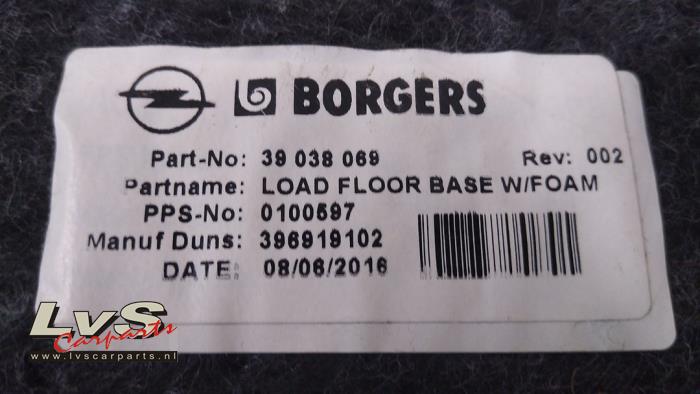 BORGERS
Part-No: 39 038 069 Rev: 002
Partname: LOAD FLOOR BASE W/FOAM
PPS-No: 0100597
Manuf Duns: 396919102
DATE: 08/06/2016
LvS
Carparts
www.lvscarparts.nl